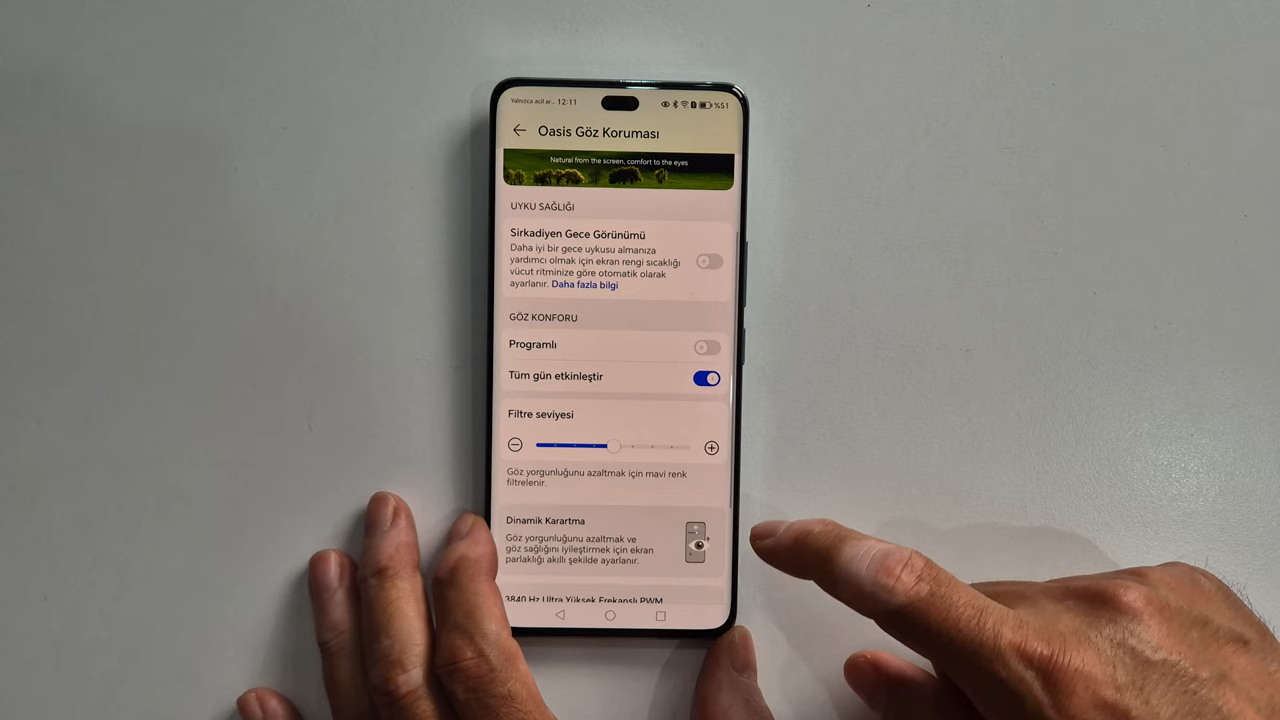 Yalnızca acil ar... 12:11 %51
Oasis Göz Koruması
Natural from the screen, comfort to the eyes
UYKU SAĞLIĞI
Sirkadiyen Gece Görünümü
Daha iyi bir gece uykusu almanıza
yardımcı olmak için ekran rengi sıcaklığı
vücut ritminize göre otomatik olarak
ayarlanır. Daha fazla bilgi
GÖZ KONFORU
Programlı
Tüm gün etkinleştir
Filtre seviyesi
Göz yorgunluğunu azaltmak için mavi renk
filtrelenir.
Dinamik Karartma
Göz yorgunluğunu azaltmak ve
göz sağlığını iyileştirmek için ekran
parlaklığı akıllı şekilde ayarlanır.
3840 Hz Ultra Yüksek Frekanslı PWM